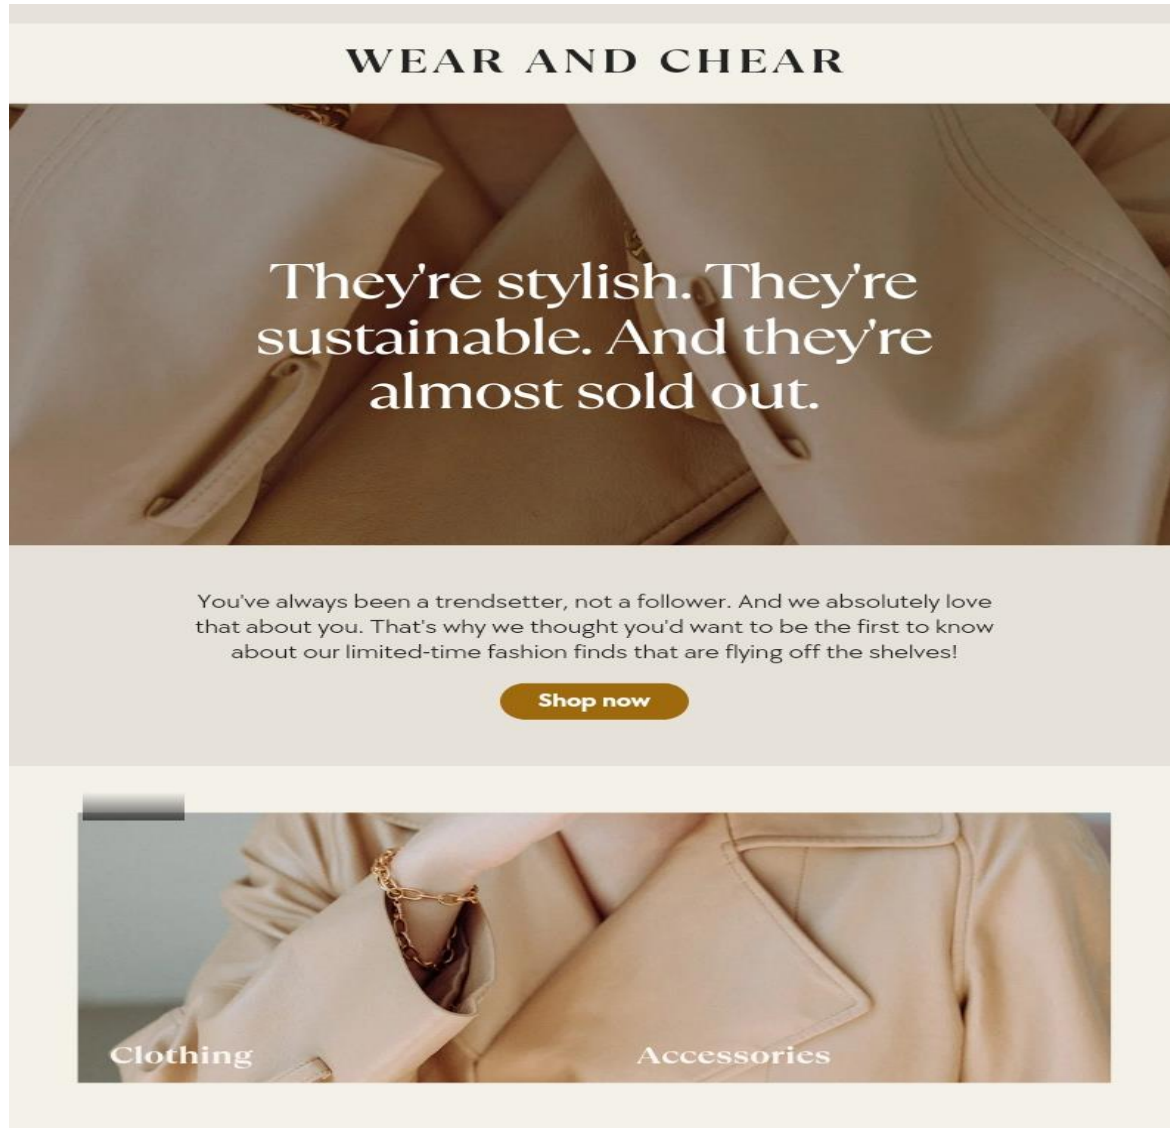 WEAR AND CHEAR
They're stylish. They're
sustainable. And they're
almost sold out.
You've always been a trendsetter, not a follower. And we absolutely love
that about you. That's why we thought you'd want to be the first to know
about our limited-time fashion finds that are flying off the shelves!
Shop now
Clothing
Accessories